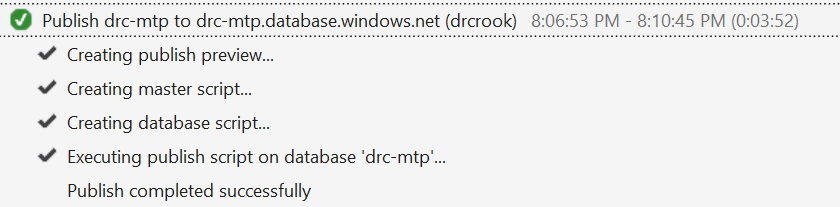 Publish drc-mtp to drc-mtp.database.windows.net (drcrook) 8:06:53 PM - 8:10:45 PM (0:03:52)
Creating publish preview...
Creating master script...
Creating database script...
Executing publish script on database 'drc-mtp'...
Publish completed successfully